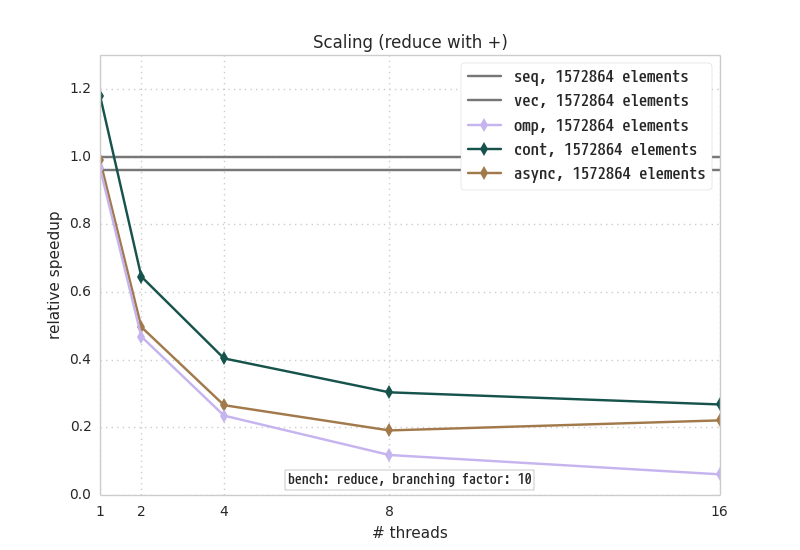 Scaling (reduce with +)
seq, 1572864 elements
vec, 1572864 elements
omp, 1572864 elements
cont, 1572864 elements
async, 1572864 elements
1.2
1.0
0.8
0.6
0.4
0.2
0.0
relative speedup
bench: reduce, branching factor: 10
1 2 4 8 16
# threads